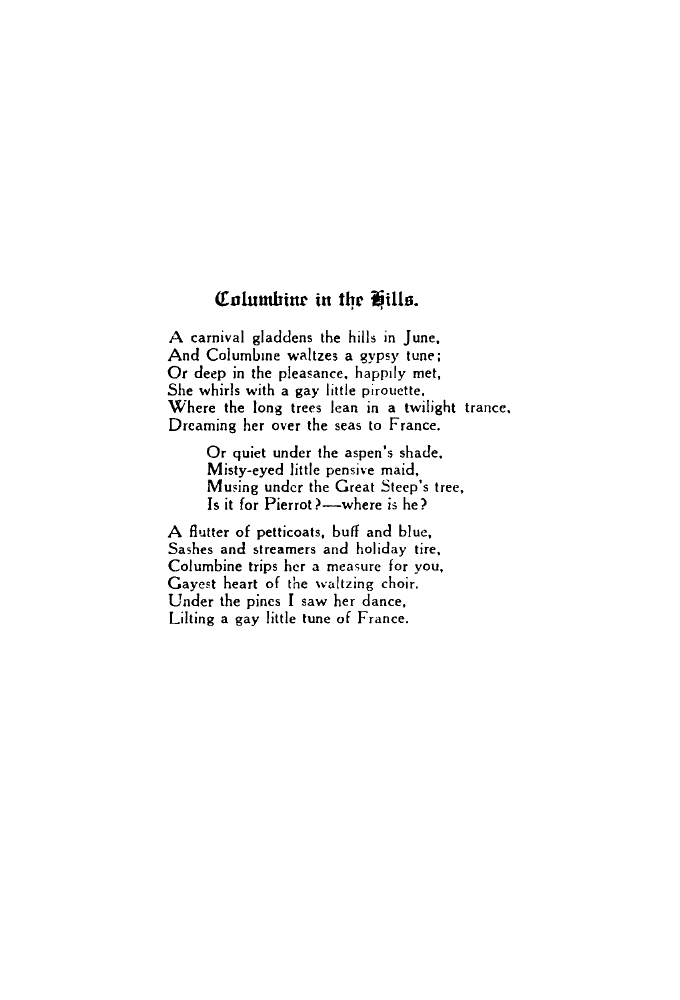 Columbine in the Hills.
A carnival gladdens the hills in June,
And Columbine waltzes a gypsy tune;
Or deep in the pleasance, happily met,
She whirls with a gay little pirouette,
Where the long trees lean in a twilight trance,
Dreaming her over the seas to France.
Or quiet under the aspen's shade,
Misty-eyed little pensive maid,
Musing under the Great Steep's tree,
Is it for Pierrot?—where is he?
A flutter of petticoats, buff and blue,
Sashes and streamers and holiday tire,
Columbine trips her a measure for you,
Gayest heart of the waltzing choir.
Under the pines I saw her dance,
Lilting a gay little tune of France.